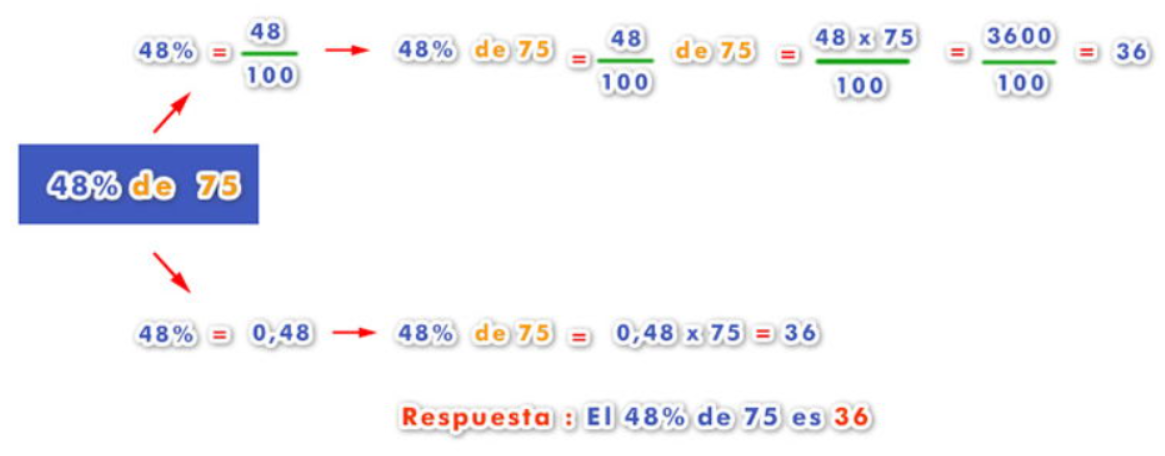 48% = 48/100 → 48% de 75 = 48/100 de 75 = 48 x 75/100 = 3600/100 = 36
48% de 75
48% = 0,48 → 48% de 75 = 0,48 x 75 = 36
Respuesta : El 48% de 75 es 36